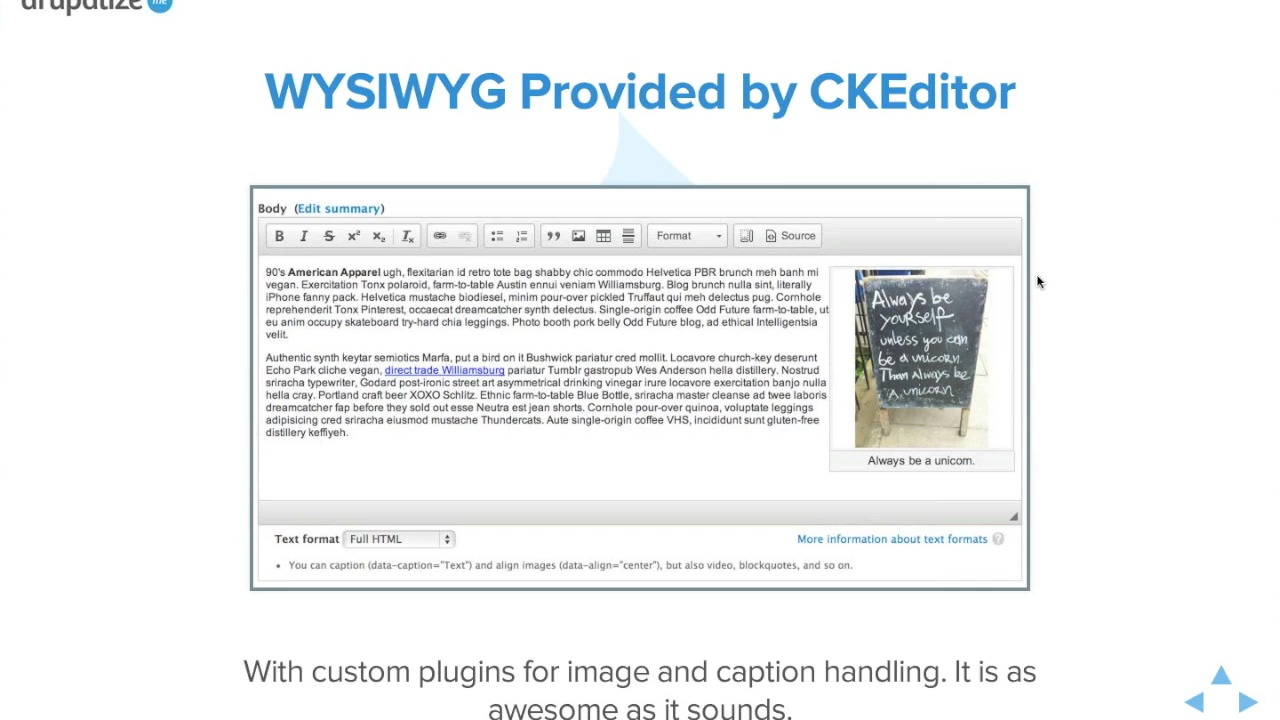 drupalize me
WYSIWYG Provided by CKEditor
Body (Edit summary)
B I S x² x₂ Tx Format Source
90's American Apparel ugh, flexitarian id retro tote bag shabby chic commodo Helvetica PBR brunch meh banh mi
vegan. Exercitation Tonx polaroid, farm-to-table Austin ennui veniam Williamsburg. Blog brunch nulla sint, literally
iPhone fanny pack. Helvetica mustache biodiesel, minim pour-over pickled Truffaut qui meh delectus pug. Cornhole
reprehenderit Tonx Pinterest, occaecat dreamcatcher synth delectus. Single-origin coffee Odd Future farm-to-table, ut
eu anim occupy skateboard try-hard chia leggings. Photo booth pork belly Odd Future blog, ad ethical Intelligentsia
velit.
Authentic synth keytar semiotics Marfa, put a bird on it Bushwick pariatur cred mollit. Locavore church-key deserunt
Echo Park cliche vegan, direct trade Williamsburg pariatur Tumblr gastropub Wes Anderson hella distillery. Nostrud
sriracha typewriter, Godard post-ironic street art asymmetrical drinking vinegar irure locavore exercitation banjo nulla
hella cray. Portland craft beer XOXO Schlitz. Ethnic farm-to-table Blue Bottle, sriracha master cleanse ad twee laboris
dreamcatcher fap before they sold out esse Neutra est jean shorts. Cornhole pour-over quinoa, voluptate leggings
adipisicing cred sriracha eiusmod mustache Thundercats. Aute single-origin coffee VHS, incididunt sunt gluten-free
distillery keffiyeh.
Always be
yourself
unless you can
be a unicorn.
Then always be
a unicorn.
Always be a unicorn.
Text format Full HTML More information about text formats ?
• You can caption (data-caption="Text") and align images (data-align="center"), but also video, blockquotes, and so on.
With custom plugins for image and caption handling. It is as
awesome as it sounds.